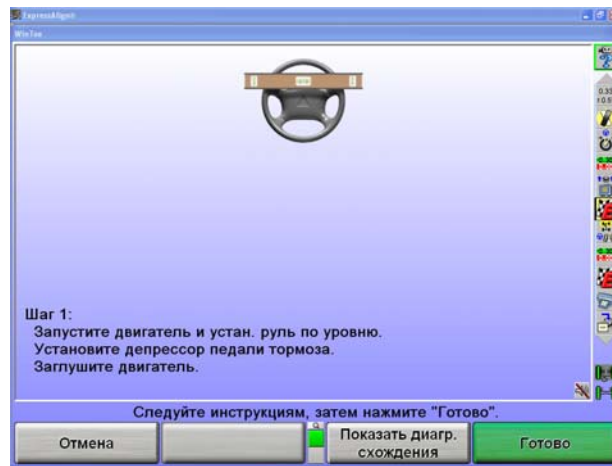 ExpressAlign®
WinToe
Шаг 1:
Запустите двигатель и устан. руль по уровню.
Установите депрессор педали тормоза.
Заглушите двигатель.
Следуйте инструкциям, затем нажмите "Готово".
Отмена
Показать диагр.
схождения
Готово